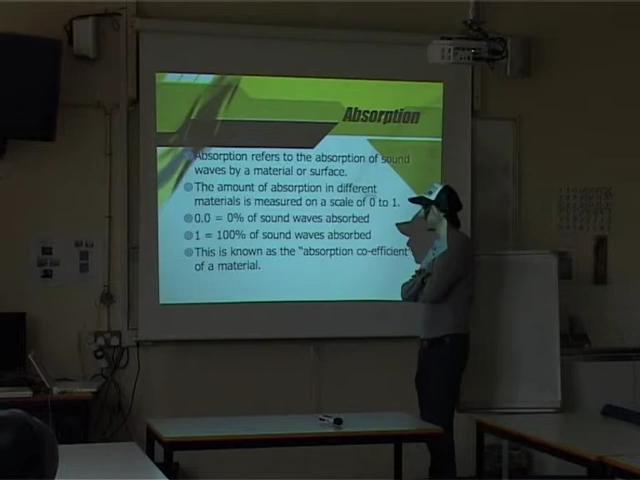 Absorption
Absorption refers to the absorption of sound
waves by a material or surface.
The amount of absorption in different
materials is measured on a scale of 0 to 1.
0.0 = 0% of sound waves absorbed
1 = 100% of sound waves absorbed
This is known as the "absorption co-efficient"
of a material.